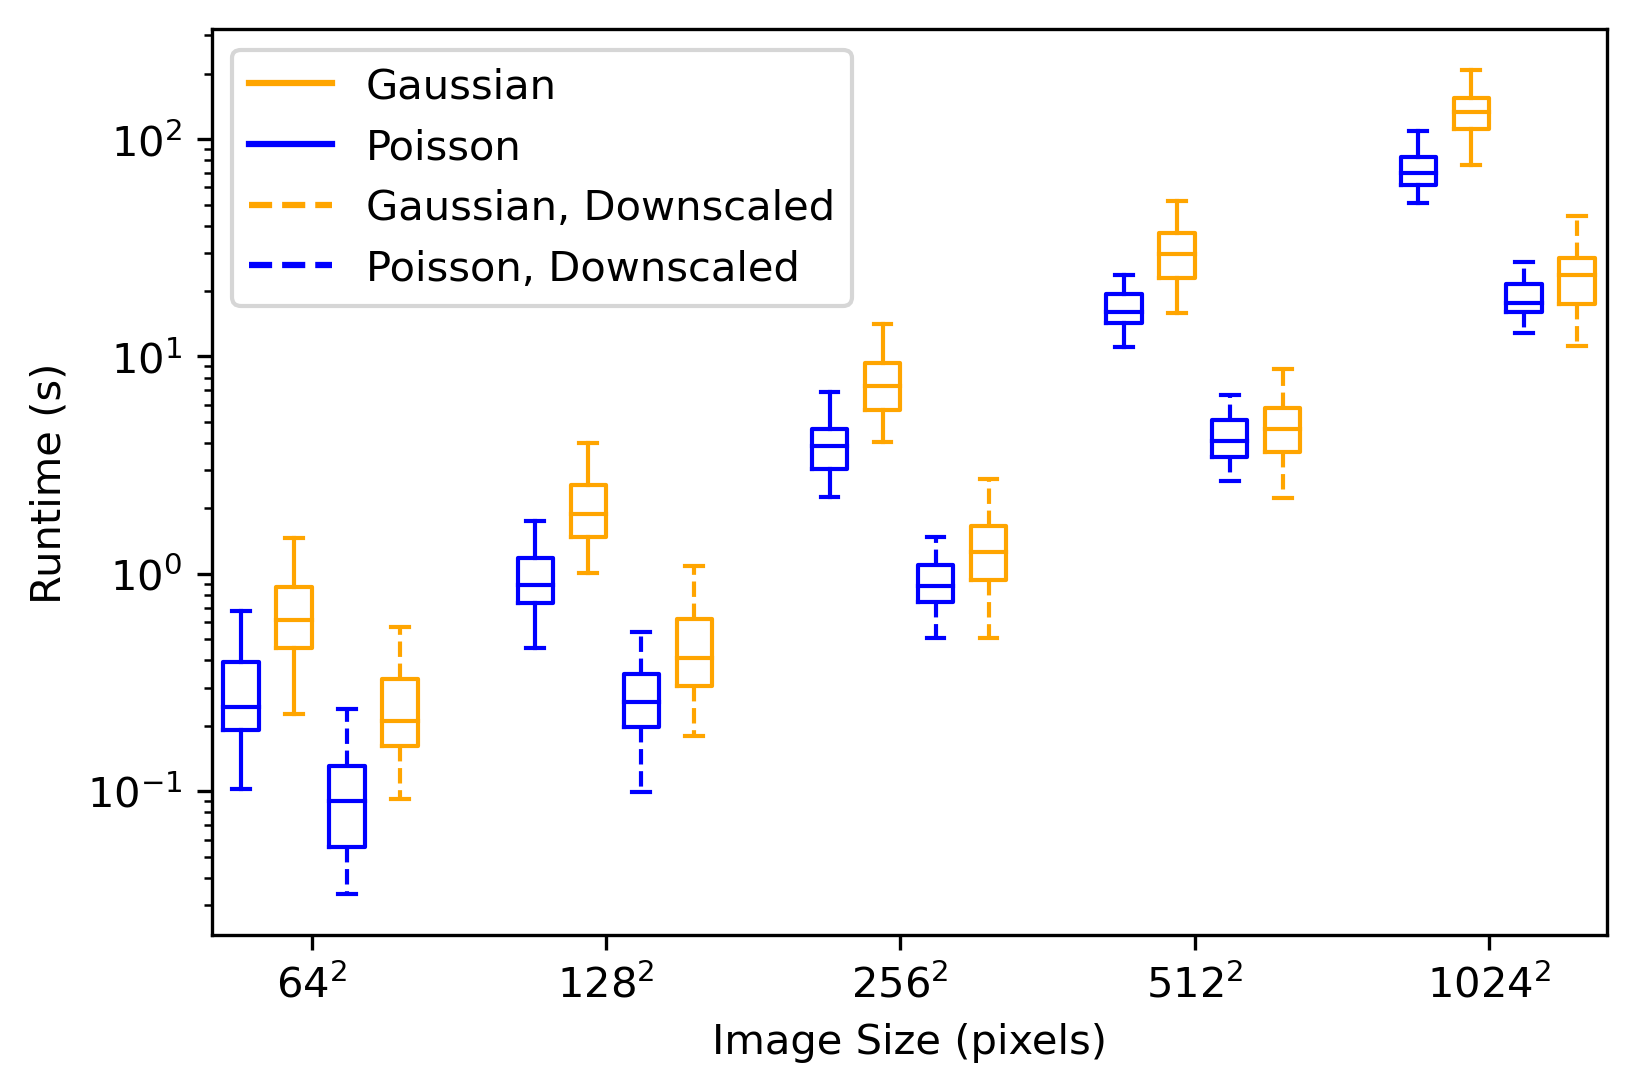 Gaussian
Poisson
Gaussian, Downscaled
Poisson, Downscaled
10²
10¹
10⁰
10⁻¹
Runtime (s)
64² 128² 256² 512² 1024²
Image Size (pixels)